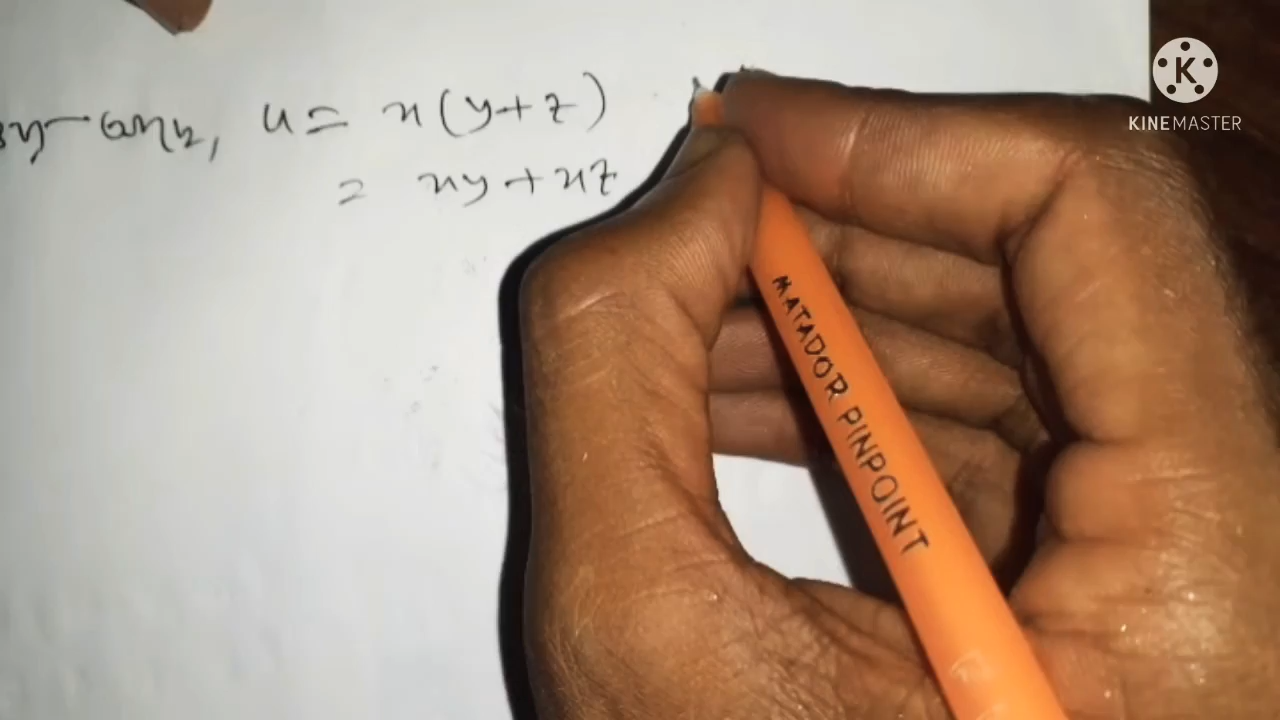 u = x(y+z)
= xy + xz
MATADOR PINPOINT
K
KINEMASTER